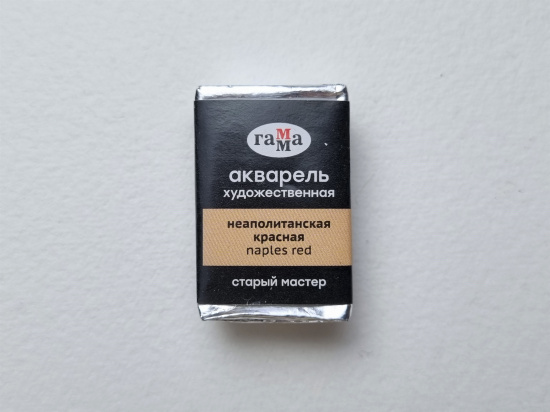 гамма
акварель
художественная
неаполитанская
красная
naples red
старый мастер